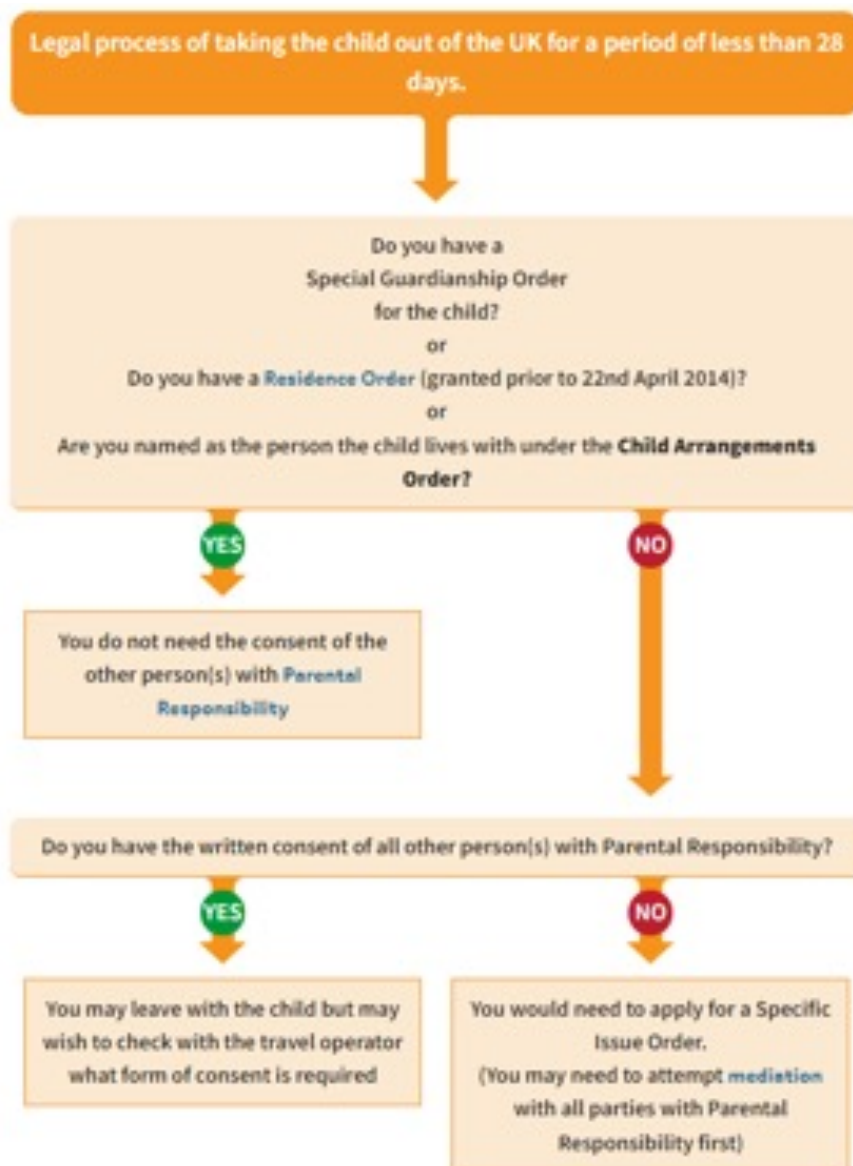 Legal process of taking the child out of the UK for a period of less than 28
days.
Do you have a
Special Guardianship Order
for the child?
or
Do you have a Residence Order (granted prior to 22nd April 2014)?
or
Are you named as the person the child lives with under the Child Arrangements
Order?
YES
NO
You do not need the consent of the
other person(s) with Parental
Responsibility
Do you have the written consent of all other person(s) with Parental Responsibility?
YES
NO
You may leave with the child but may
wish to check with the travel operator
what form of consent is required
You would need to apply for a Specific
Issue Order.
(You may need to attempt mediation
with all parties with Parental
Responsibility first)